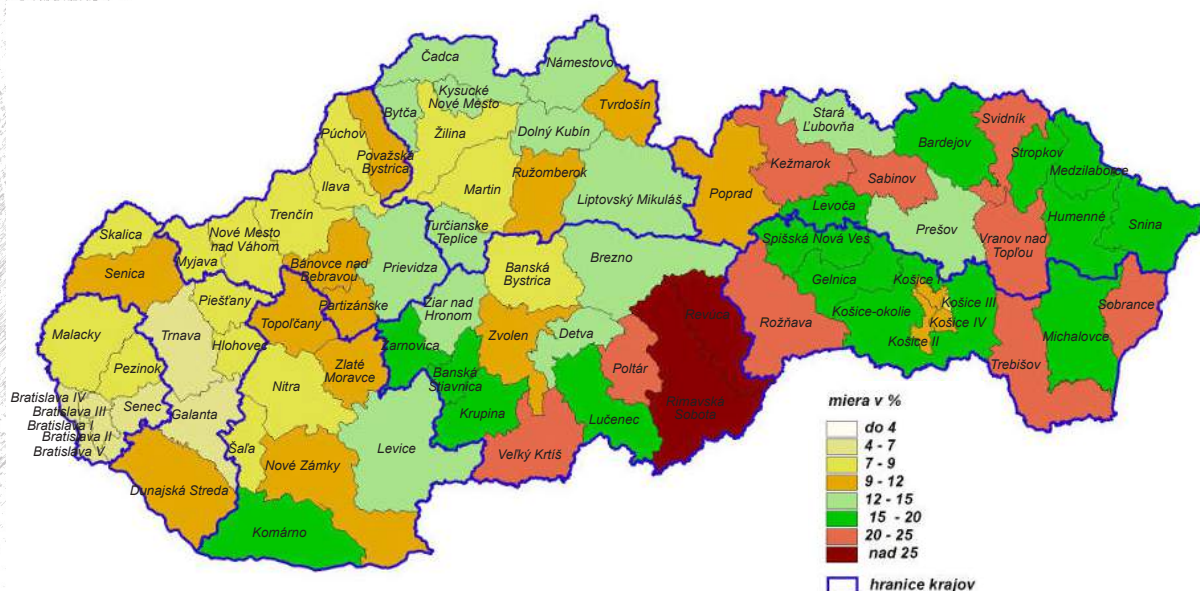 Čadca
Námestovo
Kysucké
Nové Mesto
Bytča
Tvrdošín
Stará
Ľubovňa
Svidník
Púchov
Žilina
Dolný Kubín
Bardejov
Stropkov
Považská
Bystrica
Kežmarok
Medzilaborce
Ružomberok
Sabinov
Ilava
Martin
Poprad
Liptovský Mikuláš
Levoča
Trenčín
Humenné
Snina
Turčianske
Teplice
Prešov
Skalica
Nové Mesto
nad Váhom
Spišská Nová Ves
Vranov nad
Topľou
Myjava
Senica
Bánovce nad
Bebravou
Prievidza
Banská
Bystrica
Brezno
Gelnica
Košice I
Piešťany
Partizánske
Žiar nad
Hronom
Košice III
Sobrance
Malacky
Trnava
Topoľčany
Revúca
Rožňava
Košice-okolie
Košice IV
Hlohovec
Zvolen
Detva
Košice II
Michalovce
Žarnovica
Pezinok
Zlaté
Moravce
Banská
Štiavnica
Poltár
Trebišov
Nitra
Bratislava IV
Bratislava III
Bratislava I
Bratislava II
Bratislava V
Senec
Galanta
Krupina
Lučenec
Rimavská
Sobota
Šaľa
Levice
Veľký Krtíš
Nové Zámky
Dunajská Streda
Komárno
miera v %
do 4
4 - 7
7 - 9
9 - 12
12 - 15
15 - 20
20 - 25
nad 25
hranice krajov